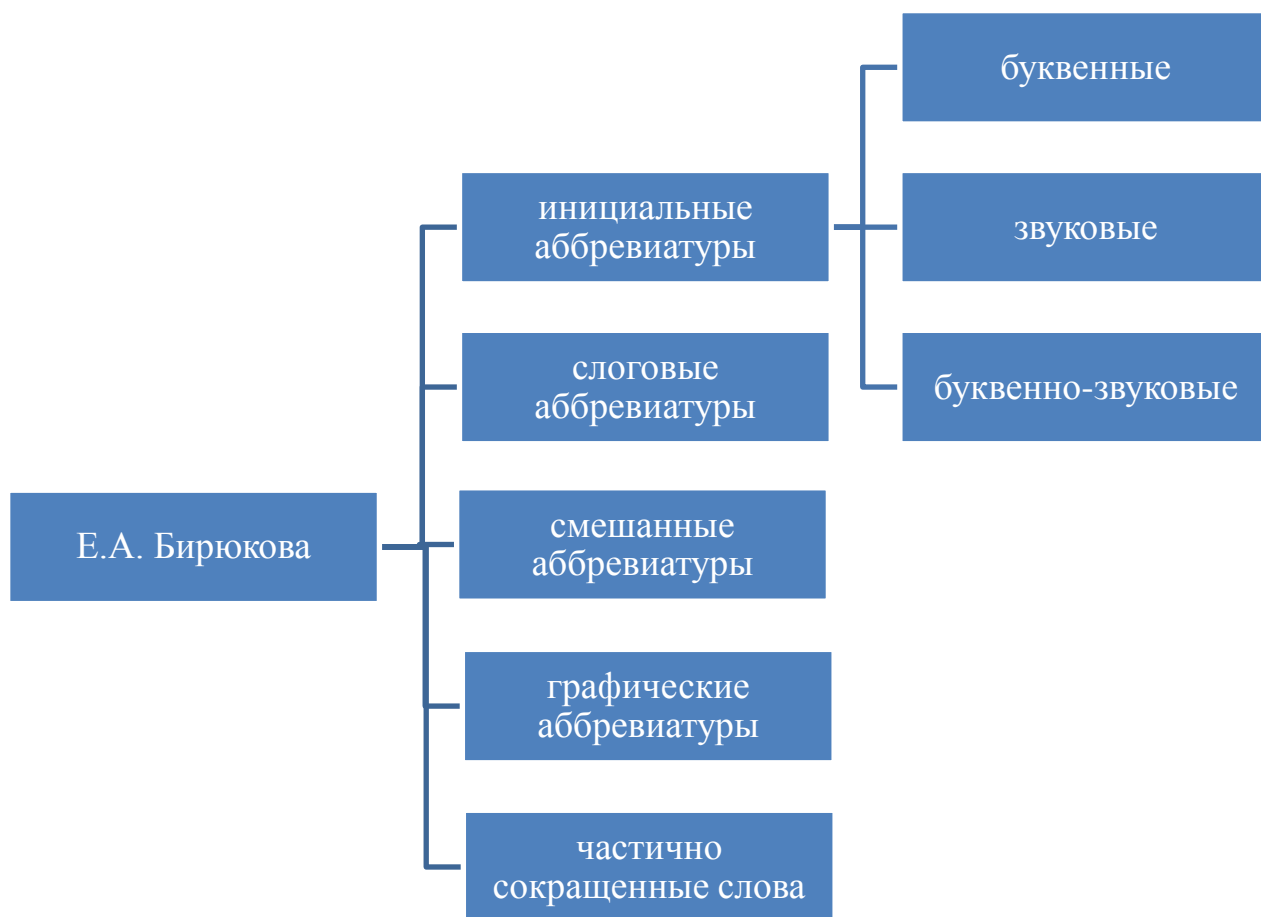 Е.А. Бирюкова
инициальные
аббревиатуры
буквенные
звуковые
буквенно-звуковые
слоговые
аббревиатуры
смешанные
аббревиатуры
графические
аббревиатуры
частично
сокращенные слова